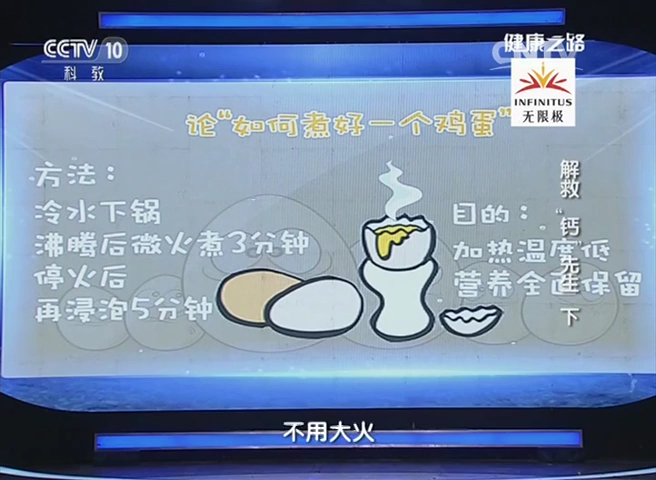 CCTV 10
科教
健康之路
INFINITUS
无限极
论“如何煮好一个鸡蛋”
方法：
冷水下锅
沸腾后微火煮3分钟
停火后
再浸泡5分钟
目的：
加热温度低
营养全面保留
解救“钙”先生 下
不用大火